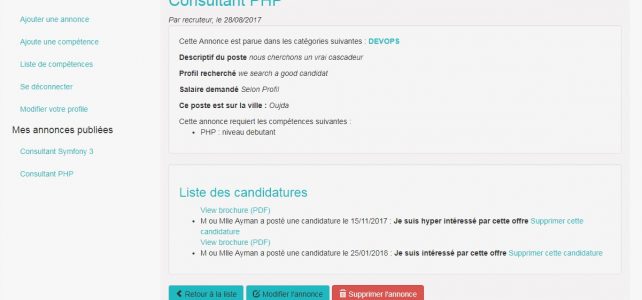 Ajouter une annonce
Ajoute une compétence
Liste de compétences
Se déconnecter
Modifier votre profile
Mes annonces publiées
Consultant Symfony 3
Consultant PHP
Consultant PHP
Par recruteur, le 28/08/2017
Cette Annonce est parue dans les catégories suivantes : DEVOPS
Descriptif du poste nous cherchons un vrai cascadeur
Profil recherché we search a good candidat
Salaire demandé Selon Profil
Ce poste est sur la ville : Oujda
Cette annonce requiert les compétences suivantes :
PHP : niveau debutant
Liste des candidatures
View brochure (PDF)
M ou Mlle Ayman a posté une candidature le 15/11/2017 : Je suis hyper intéressé par cette offre Supprimer cette
candidature
View brochure (PDF)
M ou Mlle Ayman a posté une candidature le 25/01/2018 : Je suis intéressé par cette offre Supprimer cette candidature
Retour à la liste
Modifier l'annonce
Supprimer l'annonce